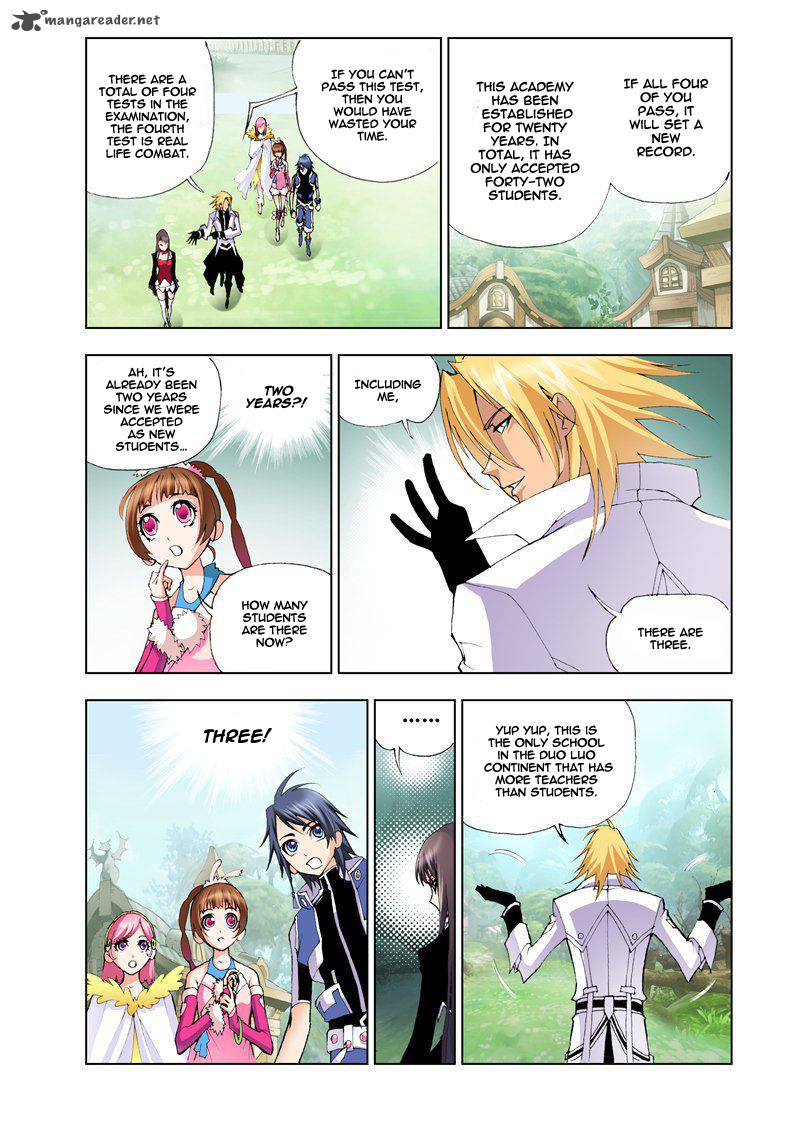 mangareader.net
THERE ARE A
TOTAL OF FOUR
TESTS IN THE
EXAMINATION,
THE FOURTH
TEST IS REAL
LIFE COMBAT.
IF YOU CAN'T
PASS THIS TEST,
THEN YOU
WOULD HAVE
WASTED YOUR
TIME.
THIS ACADEMY
HAS BEEN
ESTABLISHED
FOR TWENTY
YEARS. IN
TOTAL, IT HAS
ONLY ACCEPTED
FORTY-TWO
STUDENTS.
IF ALL FOUR
OF YOU
PASS, IT
WILL SET A
NEW
RECORD.
AH, IT'S
ALREADY BEEN
TWO YEARS
SINCE WE WERE
ACCEPTED
AS NEW
STUDENTS...
TWO
YEARS?!
HOW MANY
STUDENTS
ARE THERE
NOW?
INCLUDING
ME,
THERE ARE
THREE.
THREE!
......
YUP YUP, THIS IS
THE ONLY SCHOOL
IN THE DUO LUO
CONTINENT THAT HAS
MORE TEACHERS
THAN STUDENTS.